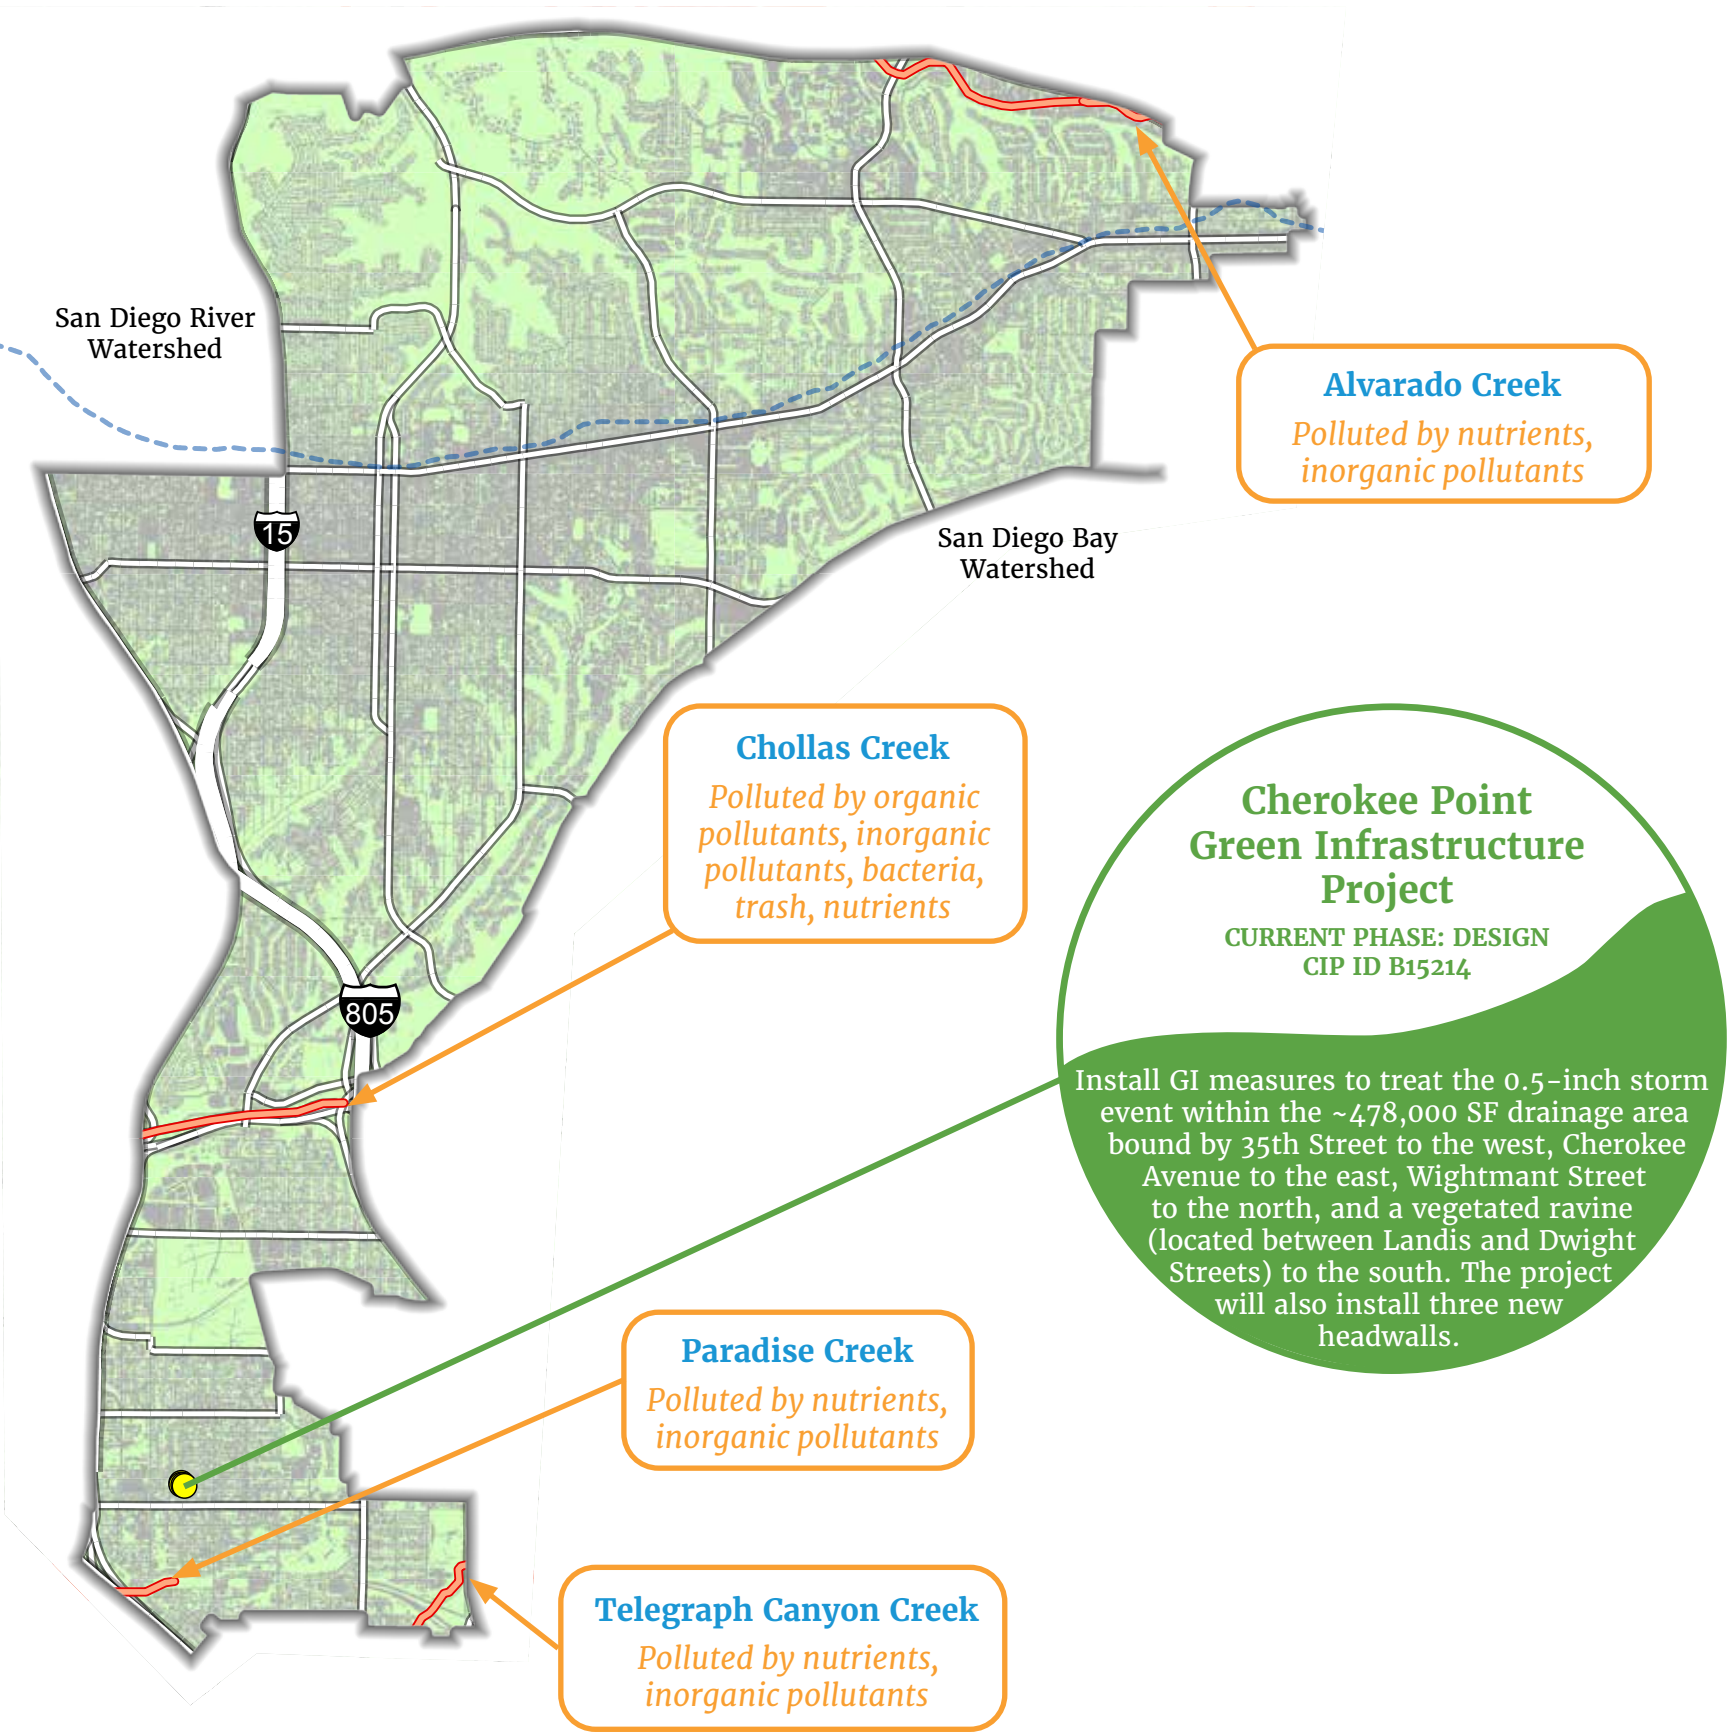 San Diego River
Watershed
Alvarado Creek
Polluted by nutrients,
inorganic pollutants
15
San Diego Bay
Watershed
Chollas Creek
Polluted by organic
pollutants, inorganic
pollutants, bacteria,
trash, nutrients
Cherokee Point
Green Infrastructure
Project
CURRENT PHASE: DESIGN
CIP ID B15214
805
Install GI measures to treat the 0.5-inch storm
event within the ~478,000 SF drainage area
bound by 35th Street to the west, Cherokee
Avenue to the east, Wightmant Street
to the north, and a vegetated ravine
(located between Landis and Dwight
Streets) to the south. The project
will also install three new
headwalls.
Paradise Creek
Polluted by nutrients,
inorganic pollutants
Telegraph Canyon Creek
Polluted by nutrients,
inorganic pollutants